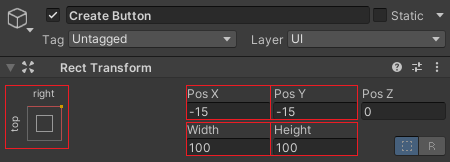 Create Button
Static
Tag Untagged Layer UI
Rect Transform
right
top
Pos X Pos Y Pos Z
-15 -15 0
Width Height
100 100
R